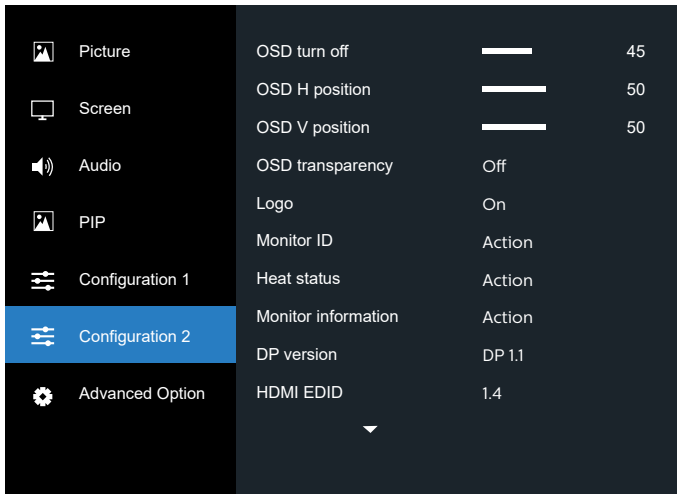 Picture
Screen
Audio
PIP
Configuration 1
Configuration 2
Advanced Option
OSD turn off 45
OSD H position 50
OSD V position 50
OSD transparency Off
Logo On
Monitor ID Action
Heat status Action
Monitor information Action
DP version DP 1.1
HDMI EDID 1.4